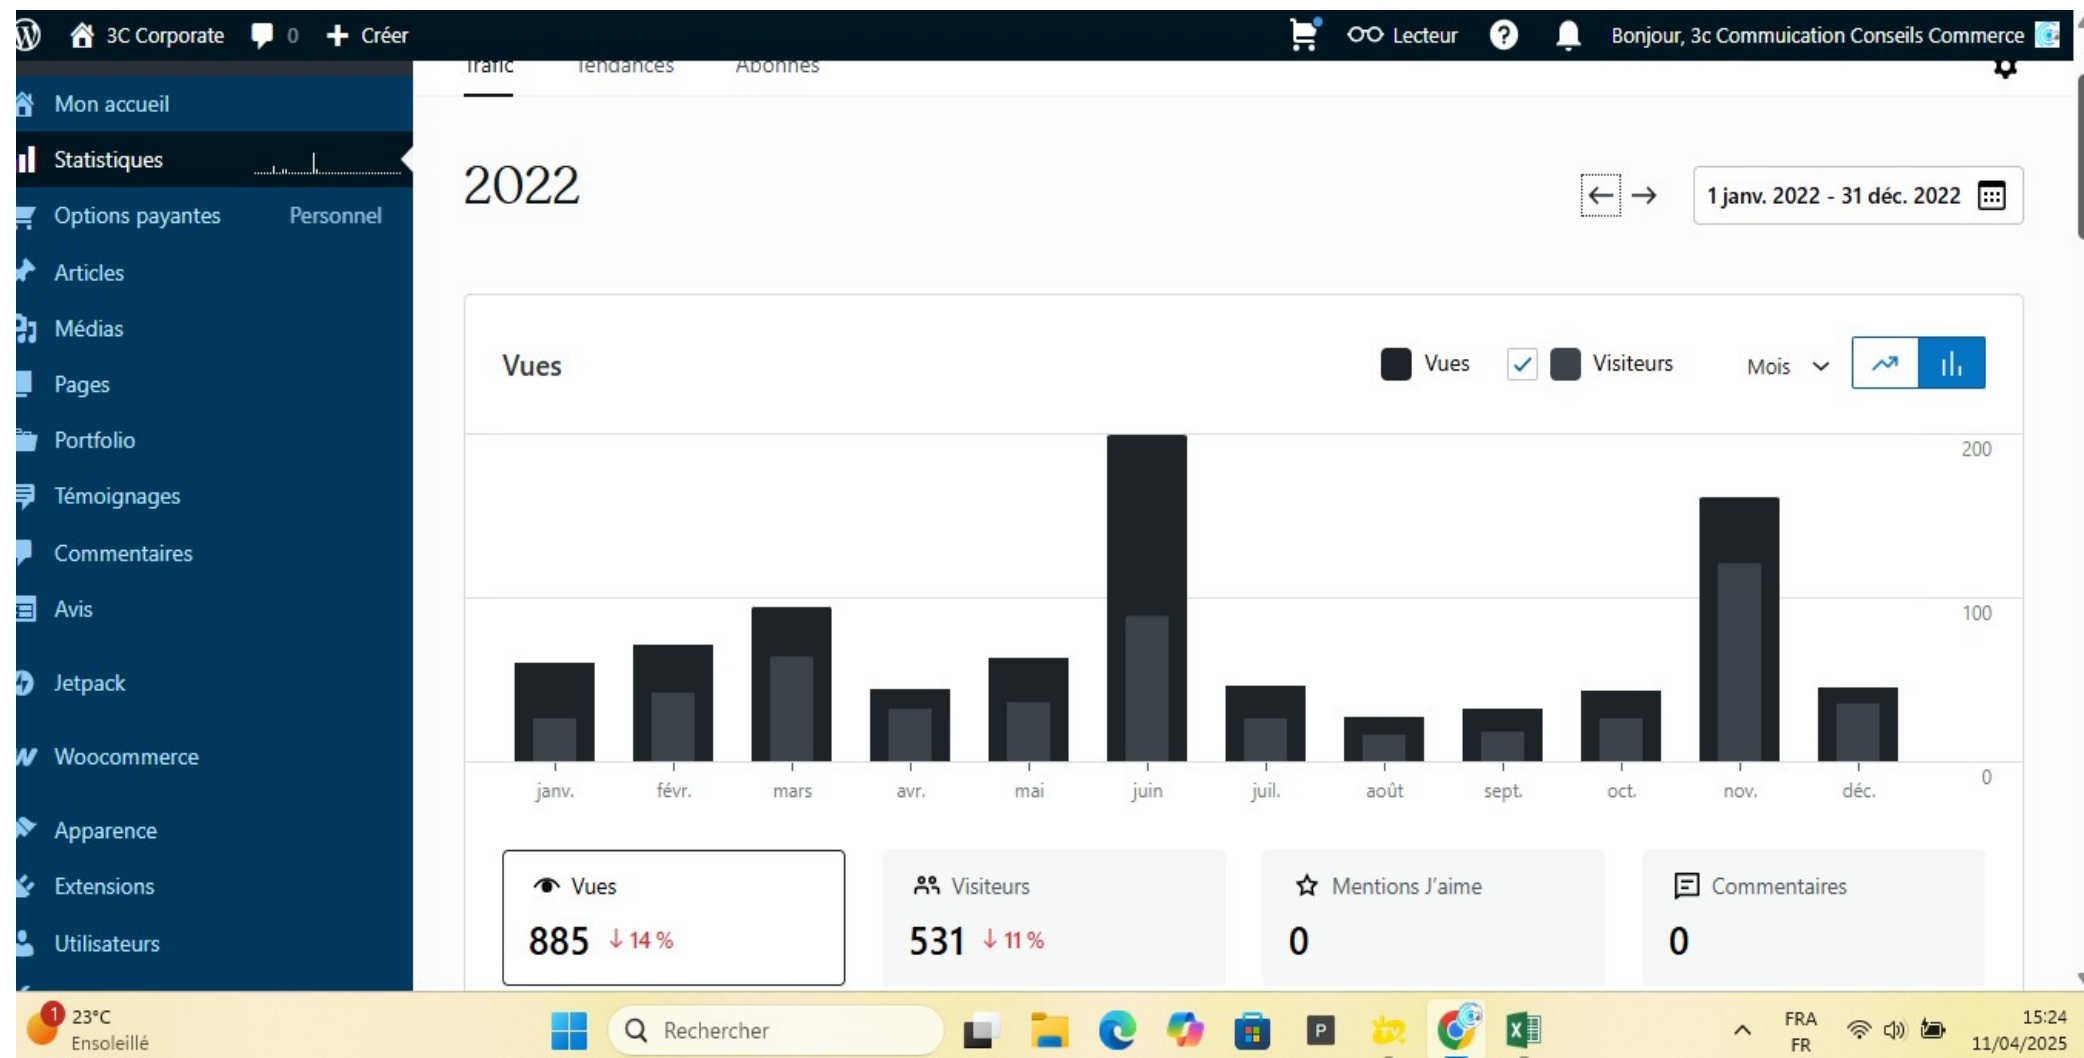 3C Corporate 0 Créer Lecteur Bonjour, 3c Commuication Conseils Commerce
Trafic Tendances Abonnés
Mon accueil
Statistiques
Options payantes Personnel
Articles
Médias
Pages
Portfolio
Témoignages
Commentaires
Avis
Jetpack
Woocommerce
Apparence
Extensions
Utilisateurs
2022
1 janv. 2022 - 31 déc. 2022
Vues
Vues Visiteurs Mois
200
100
0
janv. févr. mars avr. mai juin juil. août sept. oct. nov. déc.
Vues
885 ↓ 14 %
Visiteurs
531 ↓ 11 %
Mentions J'aime
0
Commentaires
0
1
23°C
Ensoleillé
Rechercher
FRA
FR
15:24
11/04/2025